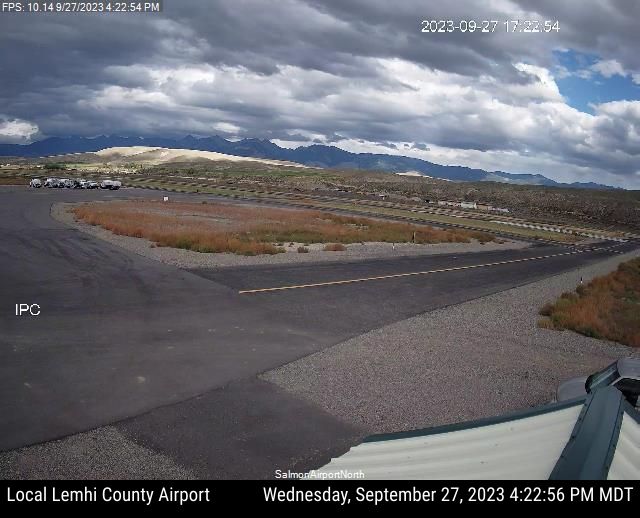 FPS: 10.14 9/27/2023 4:22:54 PM
2023-09-27 17:22:54
IPC
SalmonAirportNorth
Local Lemhi County Airport Wednesday, September 27, 2023 4:22:56 PM MDT